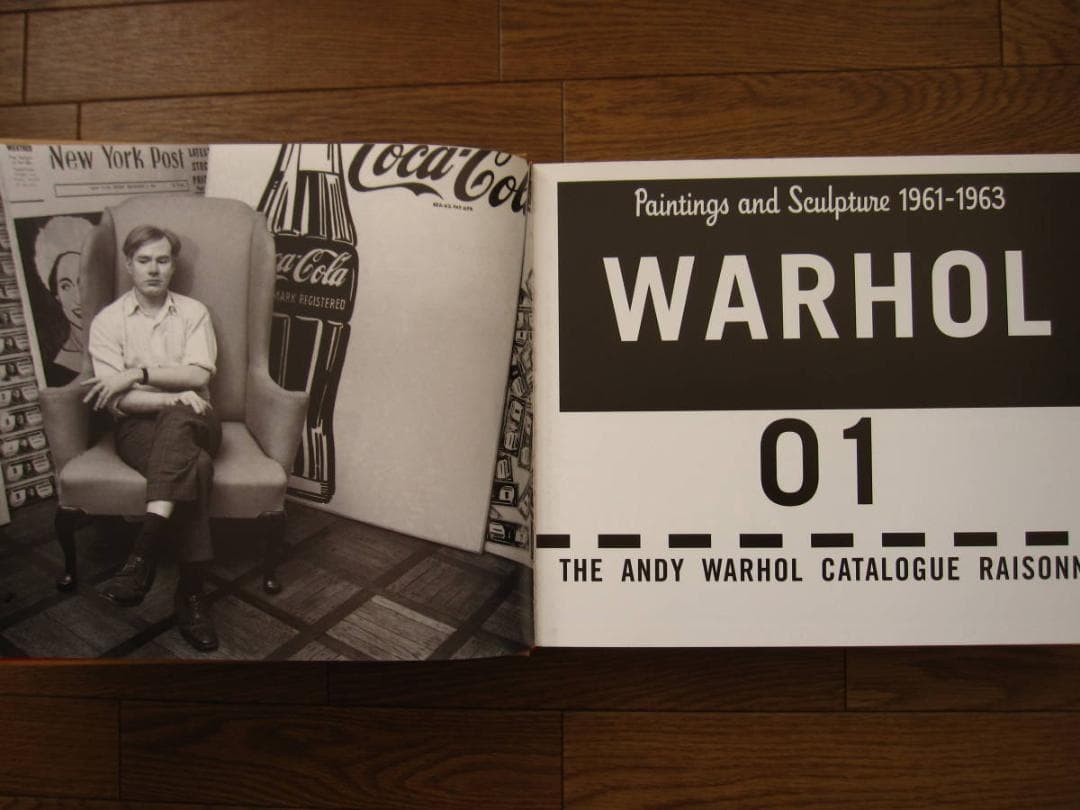 New York Post
Coca-Col
Coca-Cola
MARK REGISTERED
Paintings and Sculpture 1961-1963
WARHOL
01
THE ANDY WARHOL CATALOGUE RAISONN